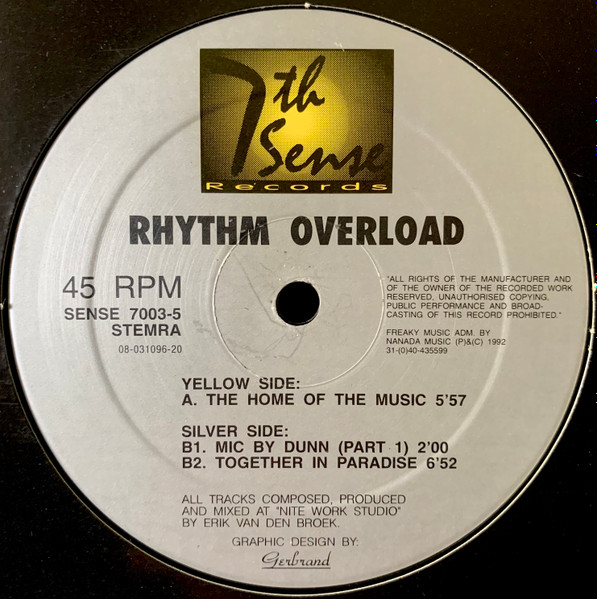 7th
Sense
Records
RHYTHM OVERLOAD
45 RPM
SENSE 7003-5
STEMRA
08-031096-20
"ALL RIGHTS OF THE MANUFACTURER AND
OF THE OWNER OF THE RECORDED WORK
RESERVED, UNAUTHORISED COPYING,
PUBLIC PERFORMANCE AND BROAD-
CASTING OF THIS RECORD PROHIBITED."
FREAKY MUSIC ADM. BY
NANADA MUSIC (P)&(C) 1992
31-(0)40-435599
YELLOW SIDE:
A. THE HOME OF THE MUSIC 5'57
SILVER SIDE:
B1. MIC BY DUNN (PART 1) 2'00
B2. TOGETHER IN PARADISE 6'52
ALL TRACKS COMPOSED, PRODUCED
AND MIXED AT "NITE WORK STUDIO"
BY ERIK VAN DEN BROEK.
GRAPHIC DESIGN BY:
Gerbrand